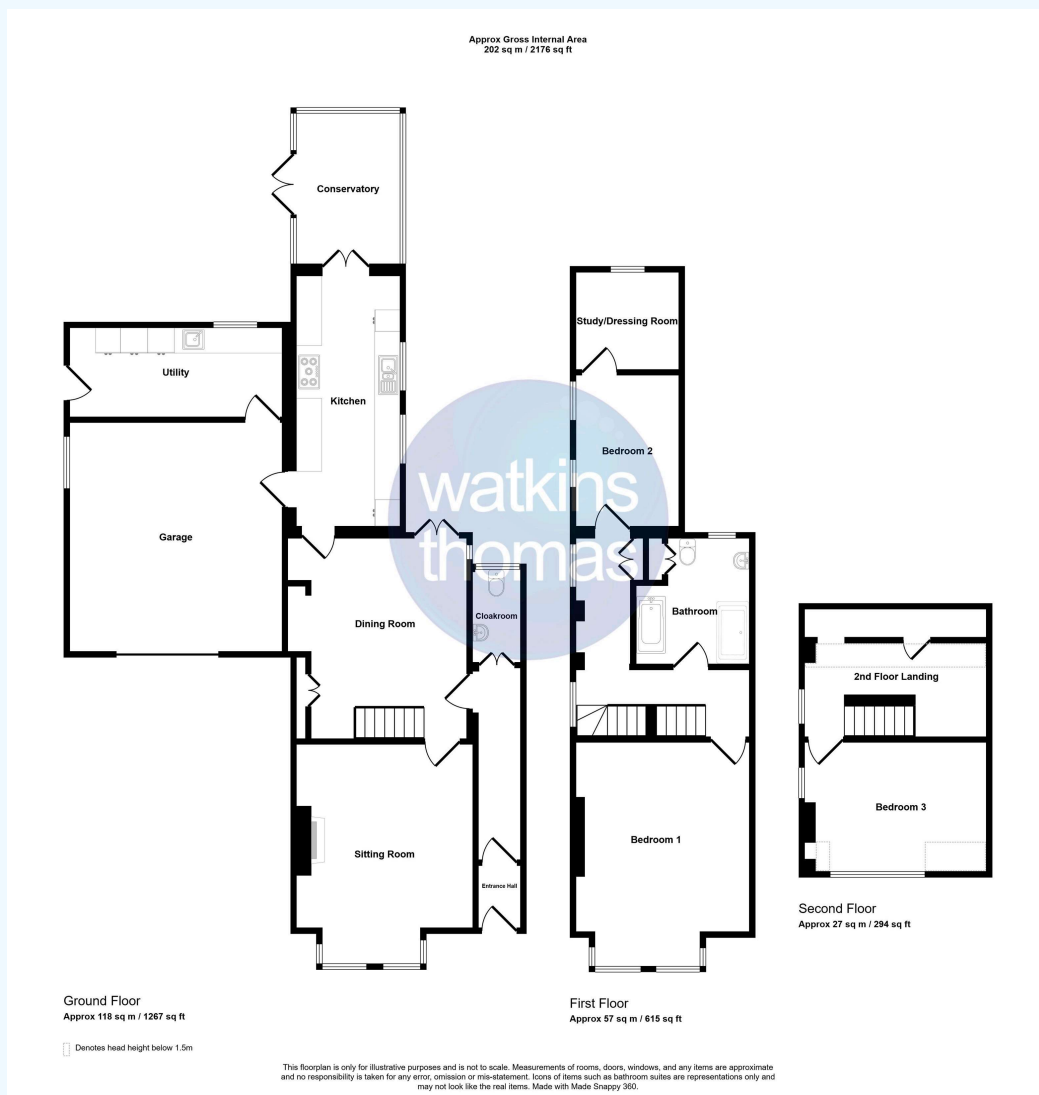 Approx Gross Internal Area
202 sq m / 2176 sq ft
Conservatory
Study/Dressing Room
Utility
Kitchen
Bedroom 2
watkins
thomas
Garage
Dining Room
Cloakroom
Bathroom
2nd Floor Landing
Bedroom 3
Bedroom 1
Sitting Room
Entrance Hall
Second Floor
Approx 27 sq m / 294 sq ft
Ground Floor
Approx 118 sq m / 1267 sq ft
First Floor
Approx 57 sq m / 615 sq ft
Denotes head height below 1.5m
This floorplan is only for illustrative purposes and is not to scale. Measurements of rooms, doors, windows, and any items are approximate
and no responsibility is taken for any error, omission or mis-statement. Icons of items such as bathroom suites are representations only and
may not look like the real items. Made with Made Snappy 360.